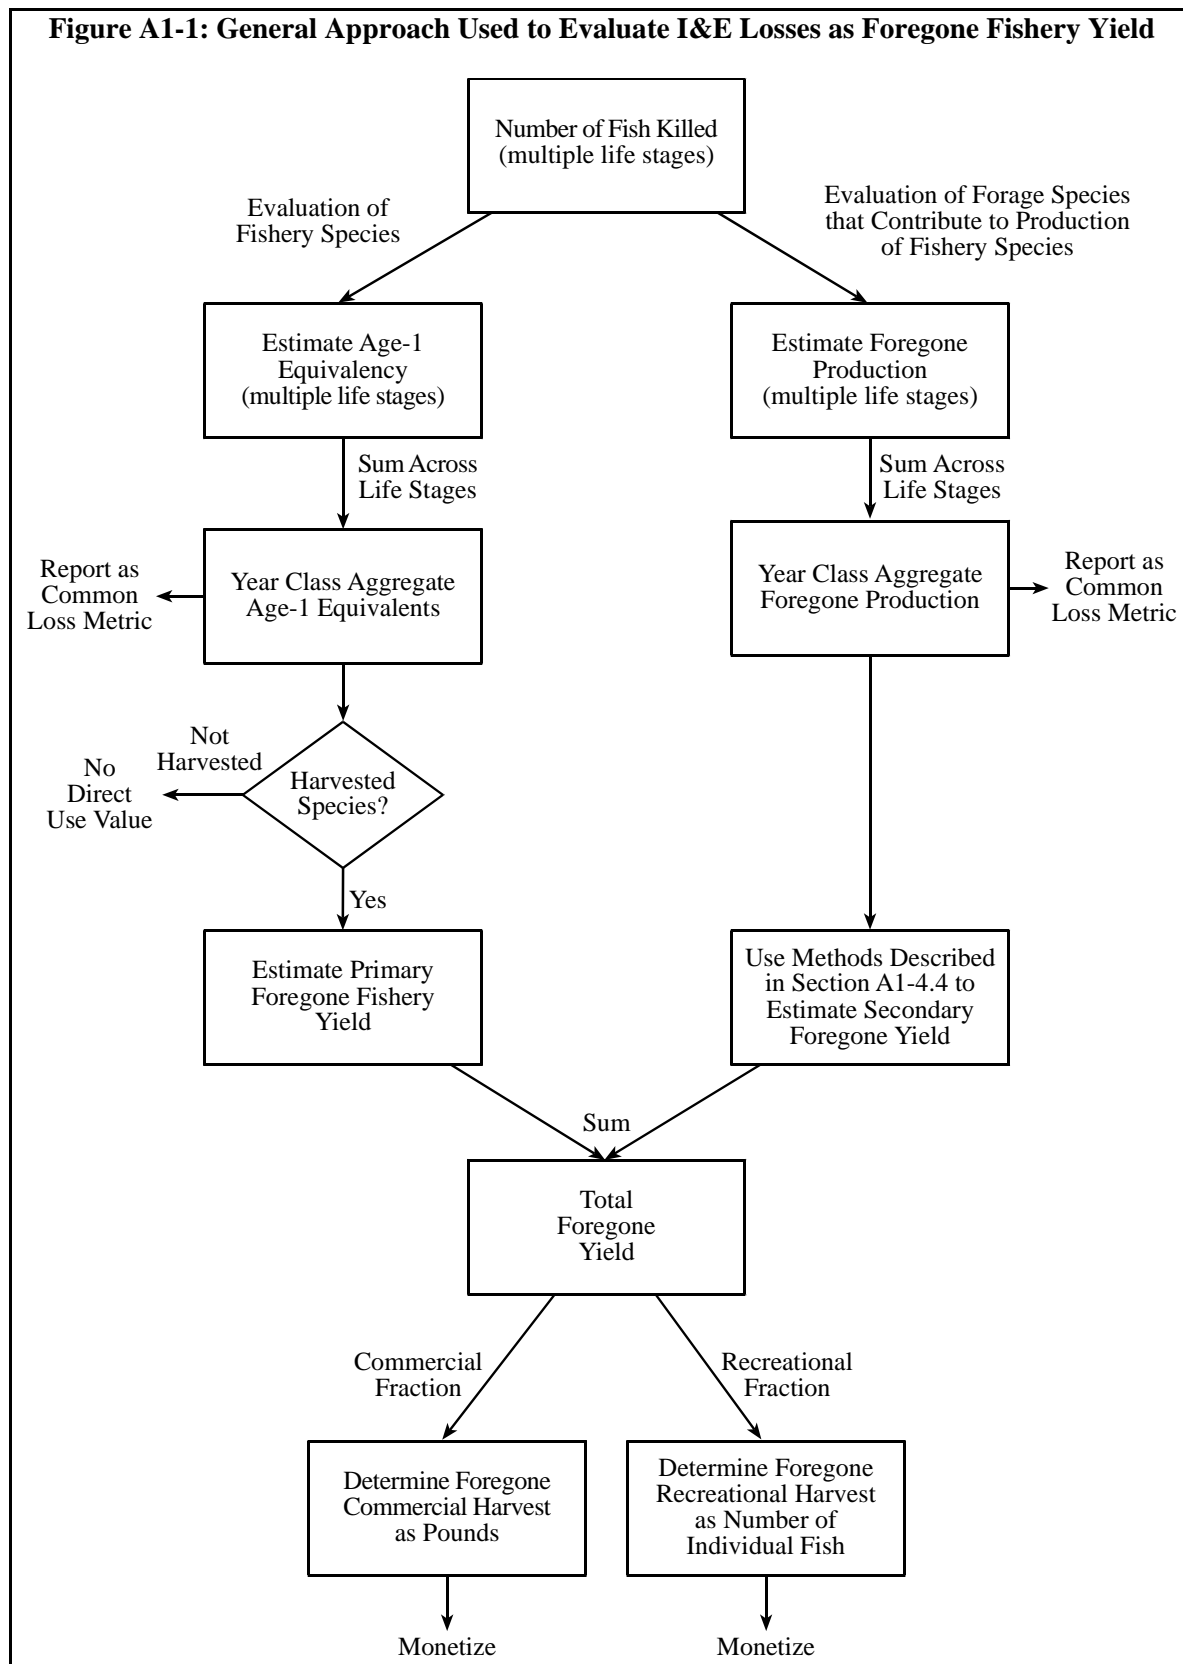 Figure A1-1: General Approach Used to Evaluate I&E Losses as Foregone Fishery Yield
Number of Fish Killed
(multiple life stages)
Evaluation of
Fishery Species
Evaluation of Forage Species
that Contribute to Production
of Fishery Species
Estimate Age-1
Equivalency
(multiple life stages)
Estimate Foregone
Production
(multiple life stages)
Sum Across
Life Stages
Sum Across
Life Stages
Report as
Common
Loss Metric
Year Class Aggregate
Age-1 Equivalents
Year Class Aggregate
Foregone Production
Report as
Common
Loss Metric
Not
Harvested
No
Direct
Use Value
Harvested
Species?
Yes
Estimate Primary
Foregone Fishery
Yield
Use Methods Described
in Section A1-4.4 to
Estimate Secondary
Foregone Yield
Sum
Total
Foregone
Yield
Commercial
Fraction
Recreational
Fraction
Determine Foregone
Commercial Harvest
as Pounds
Determine Foregone
Recreational Harvest
as Number of
Individual Fish
Monetize
Monetize